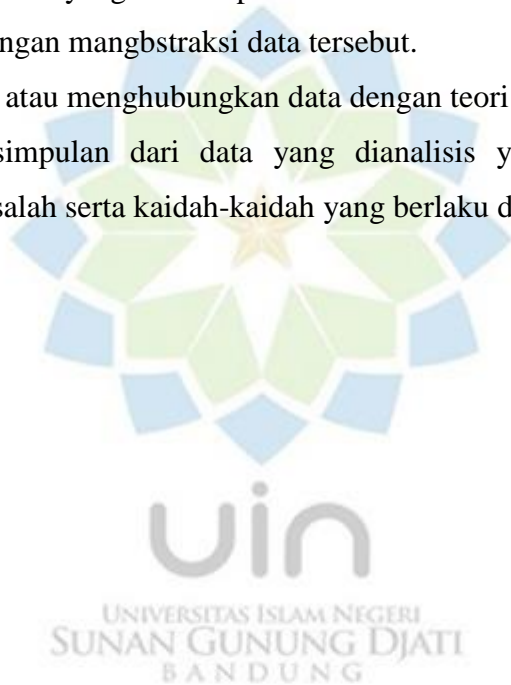 ngan mangbstraksi data tersebut.
atau menghubungkan data dengan teori
simpulan dari data yang dianalisis y
salah serta kaidah-kaidah yang berlaku d
uin
UNIVERSITAS ISLAM NEGERI
SUNAN GUNUNG DJATI
BANDUNG